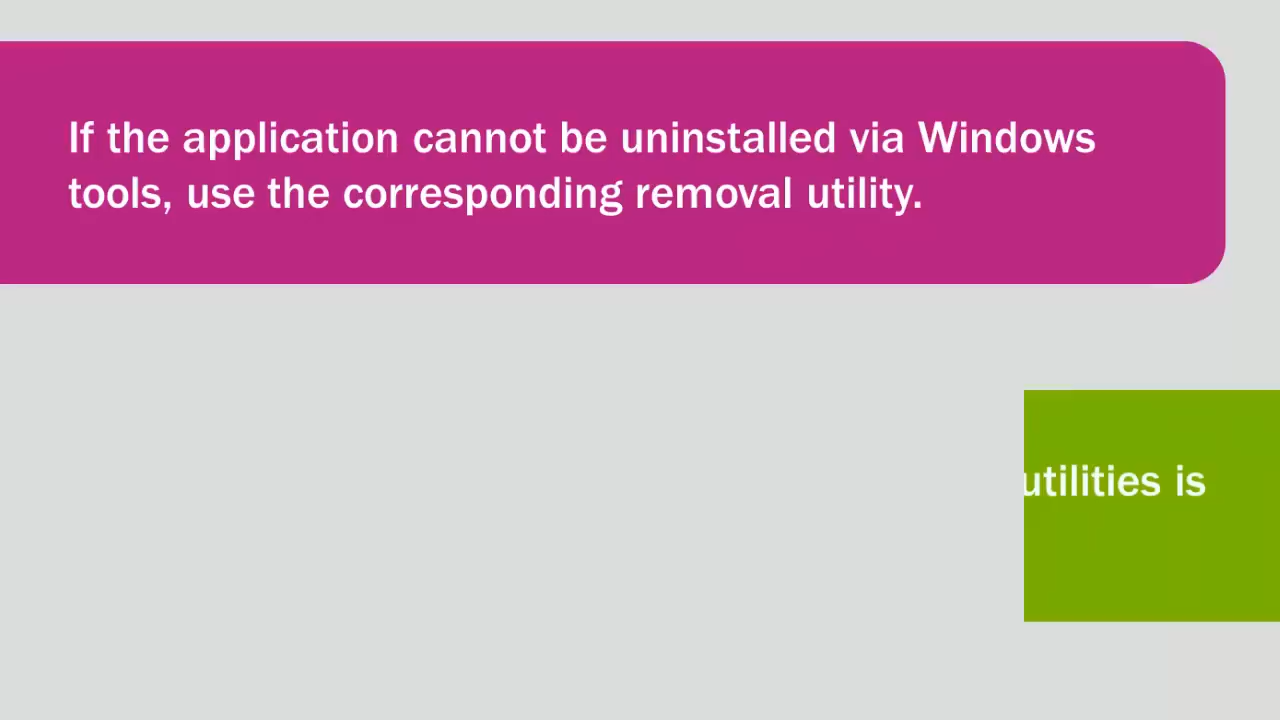 If the application cannot be uninstalled via Windows
tools, use the corresponding removal utility.
utilities is